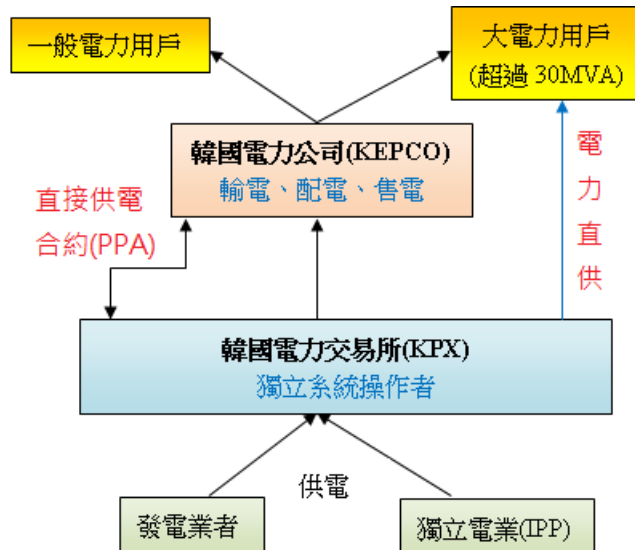 一般電力用戶
大電力用戶
(超過 30MVA)
韓國電力公司(KEPCO)
輸電、配電、售電
直接供電
合約(PPA)
電
力
直
供
韓國電力交易所(KPX)
獨立系統操作者
供電
發電業者
獨立電業(IPP)